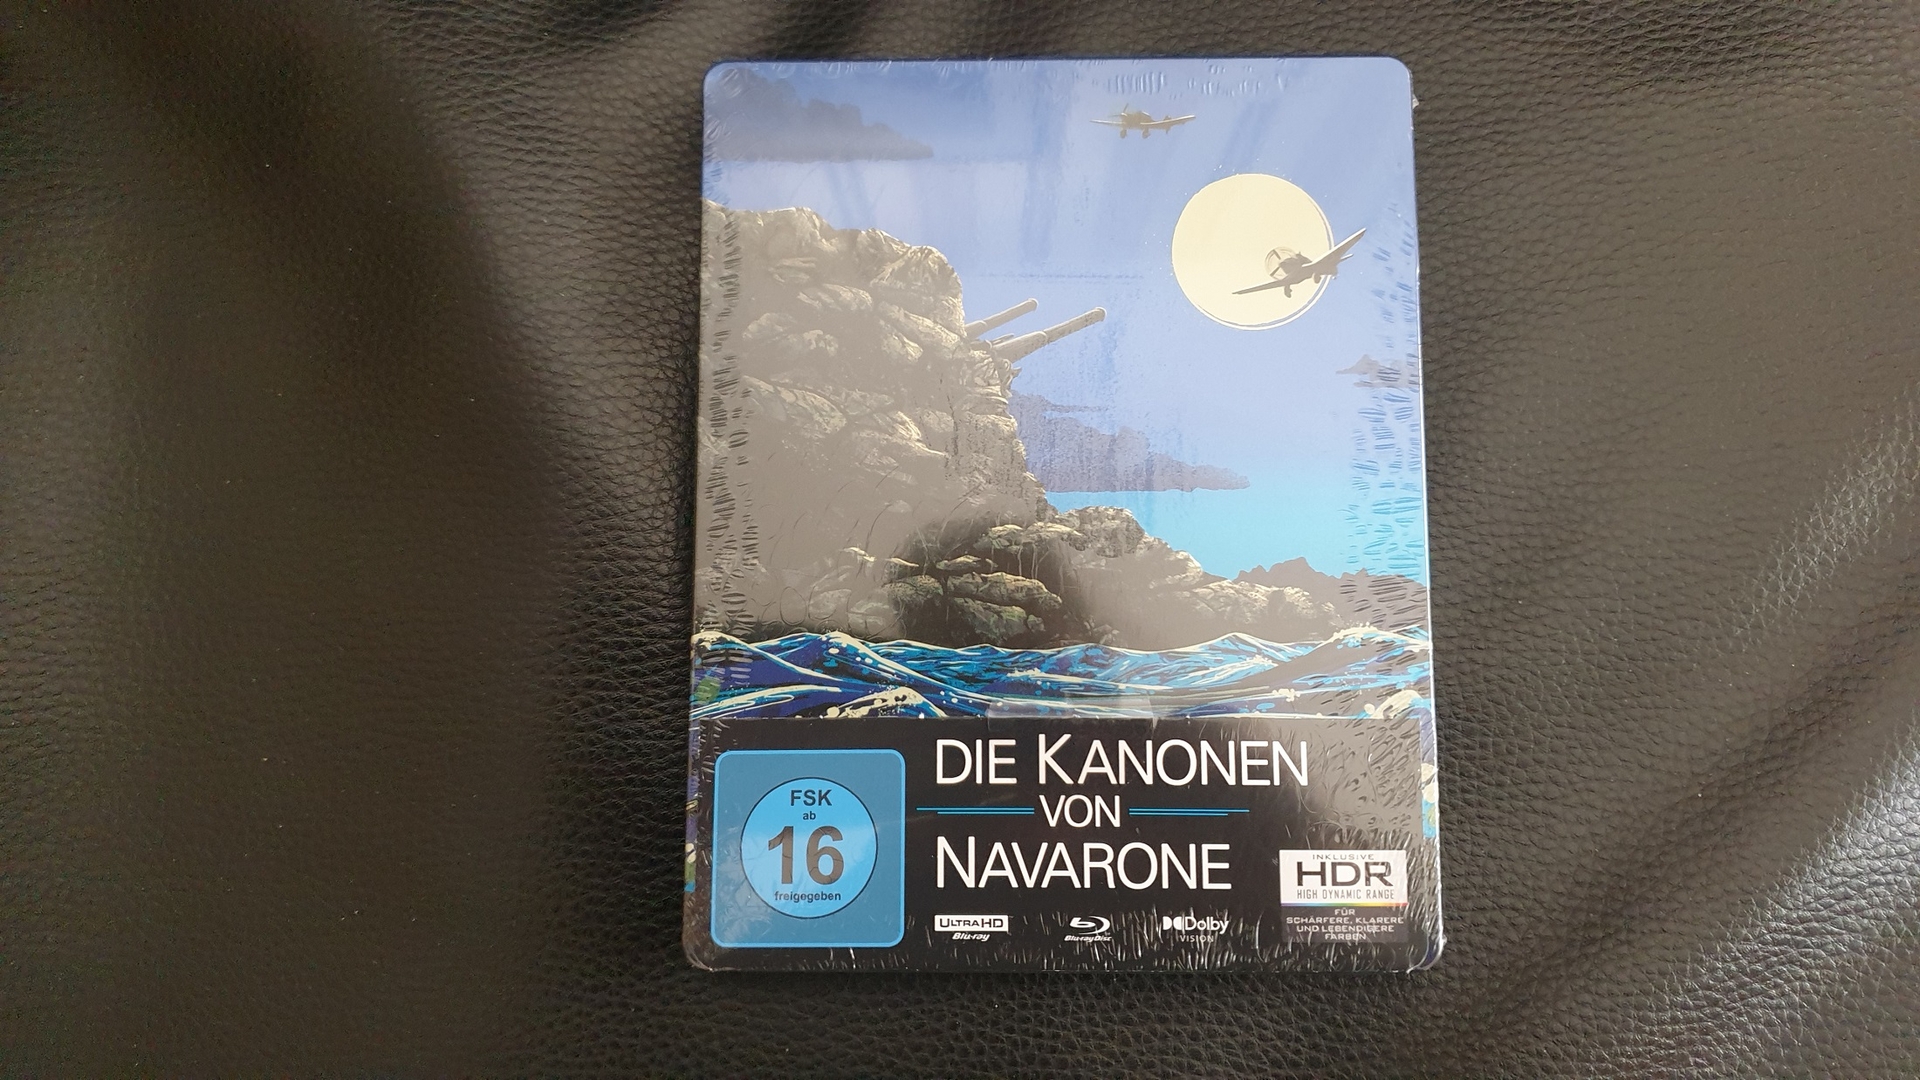 DIE KANONEN
VON
NAVARONE
FSK
ab
16
freigegeben
ULTRA HD
Blu-ray
Blu-ray Disc
Dolby
VISION
INKLUSIVE
HDR
HIGH DYNAMIC RANGE
FÜR
SCHÄRFERE, KLARERE
UND LEBENDIGERE
FARBEN